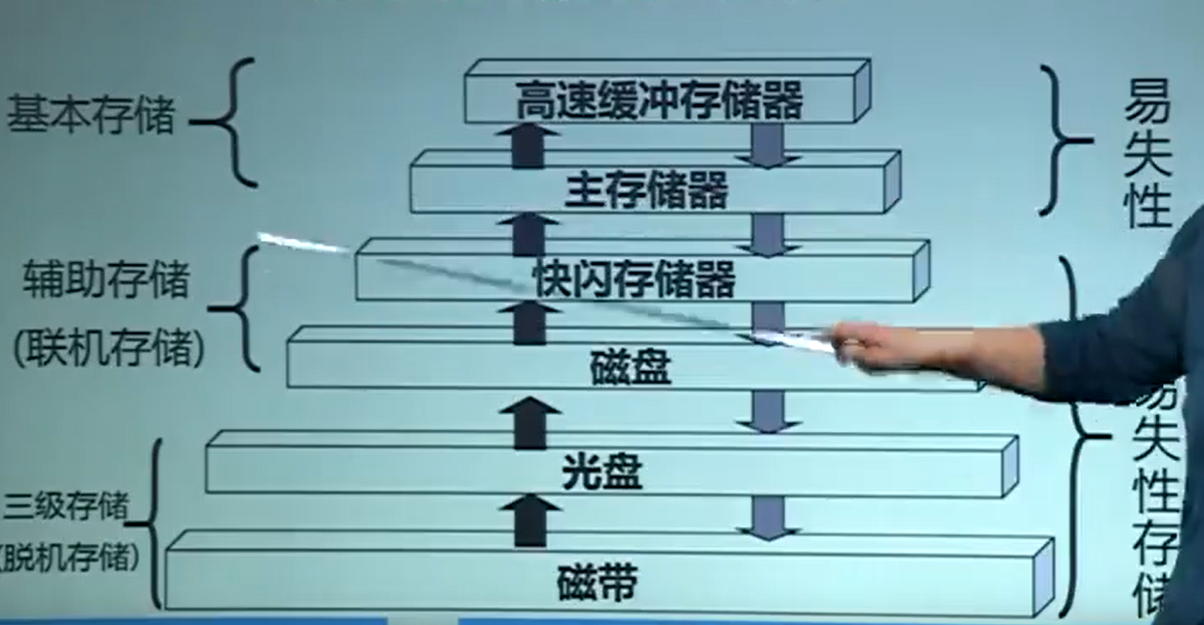 高速缓冲存储器
基本存储
易失性
主存储器
快闪存储器
辅助存储
(联机存储)
磁盘
易失性存储
光盘
三级存储
(脱机存储)
磁带